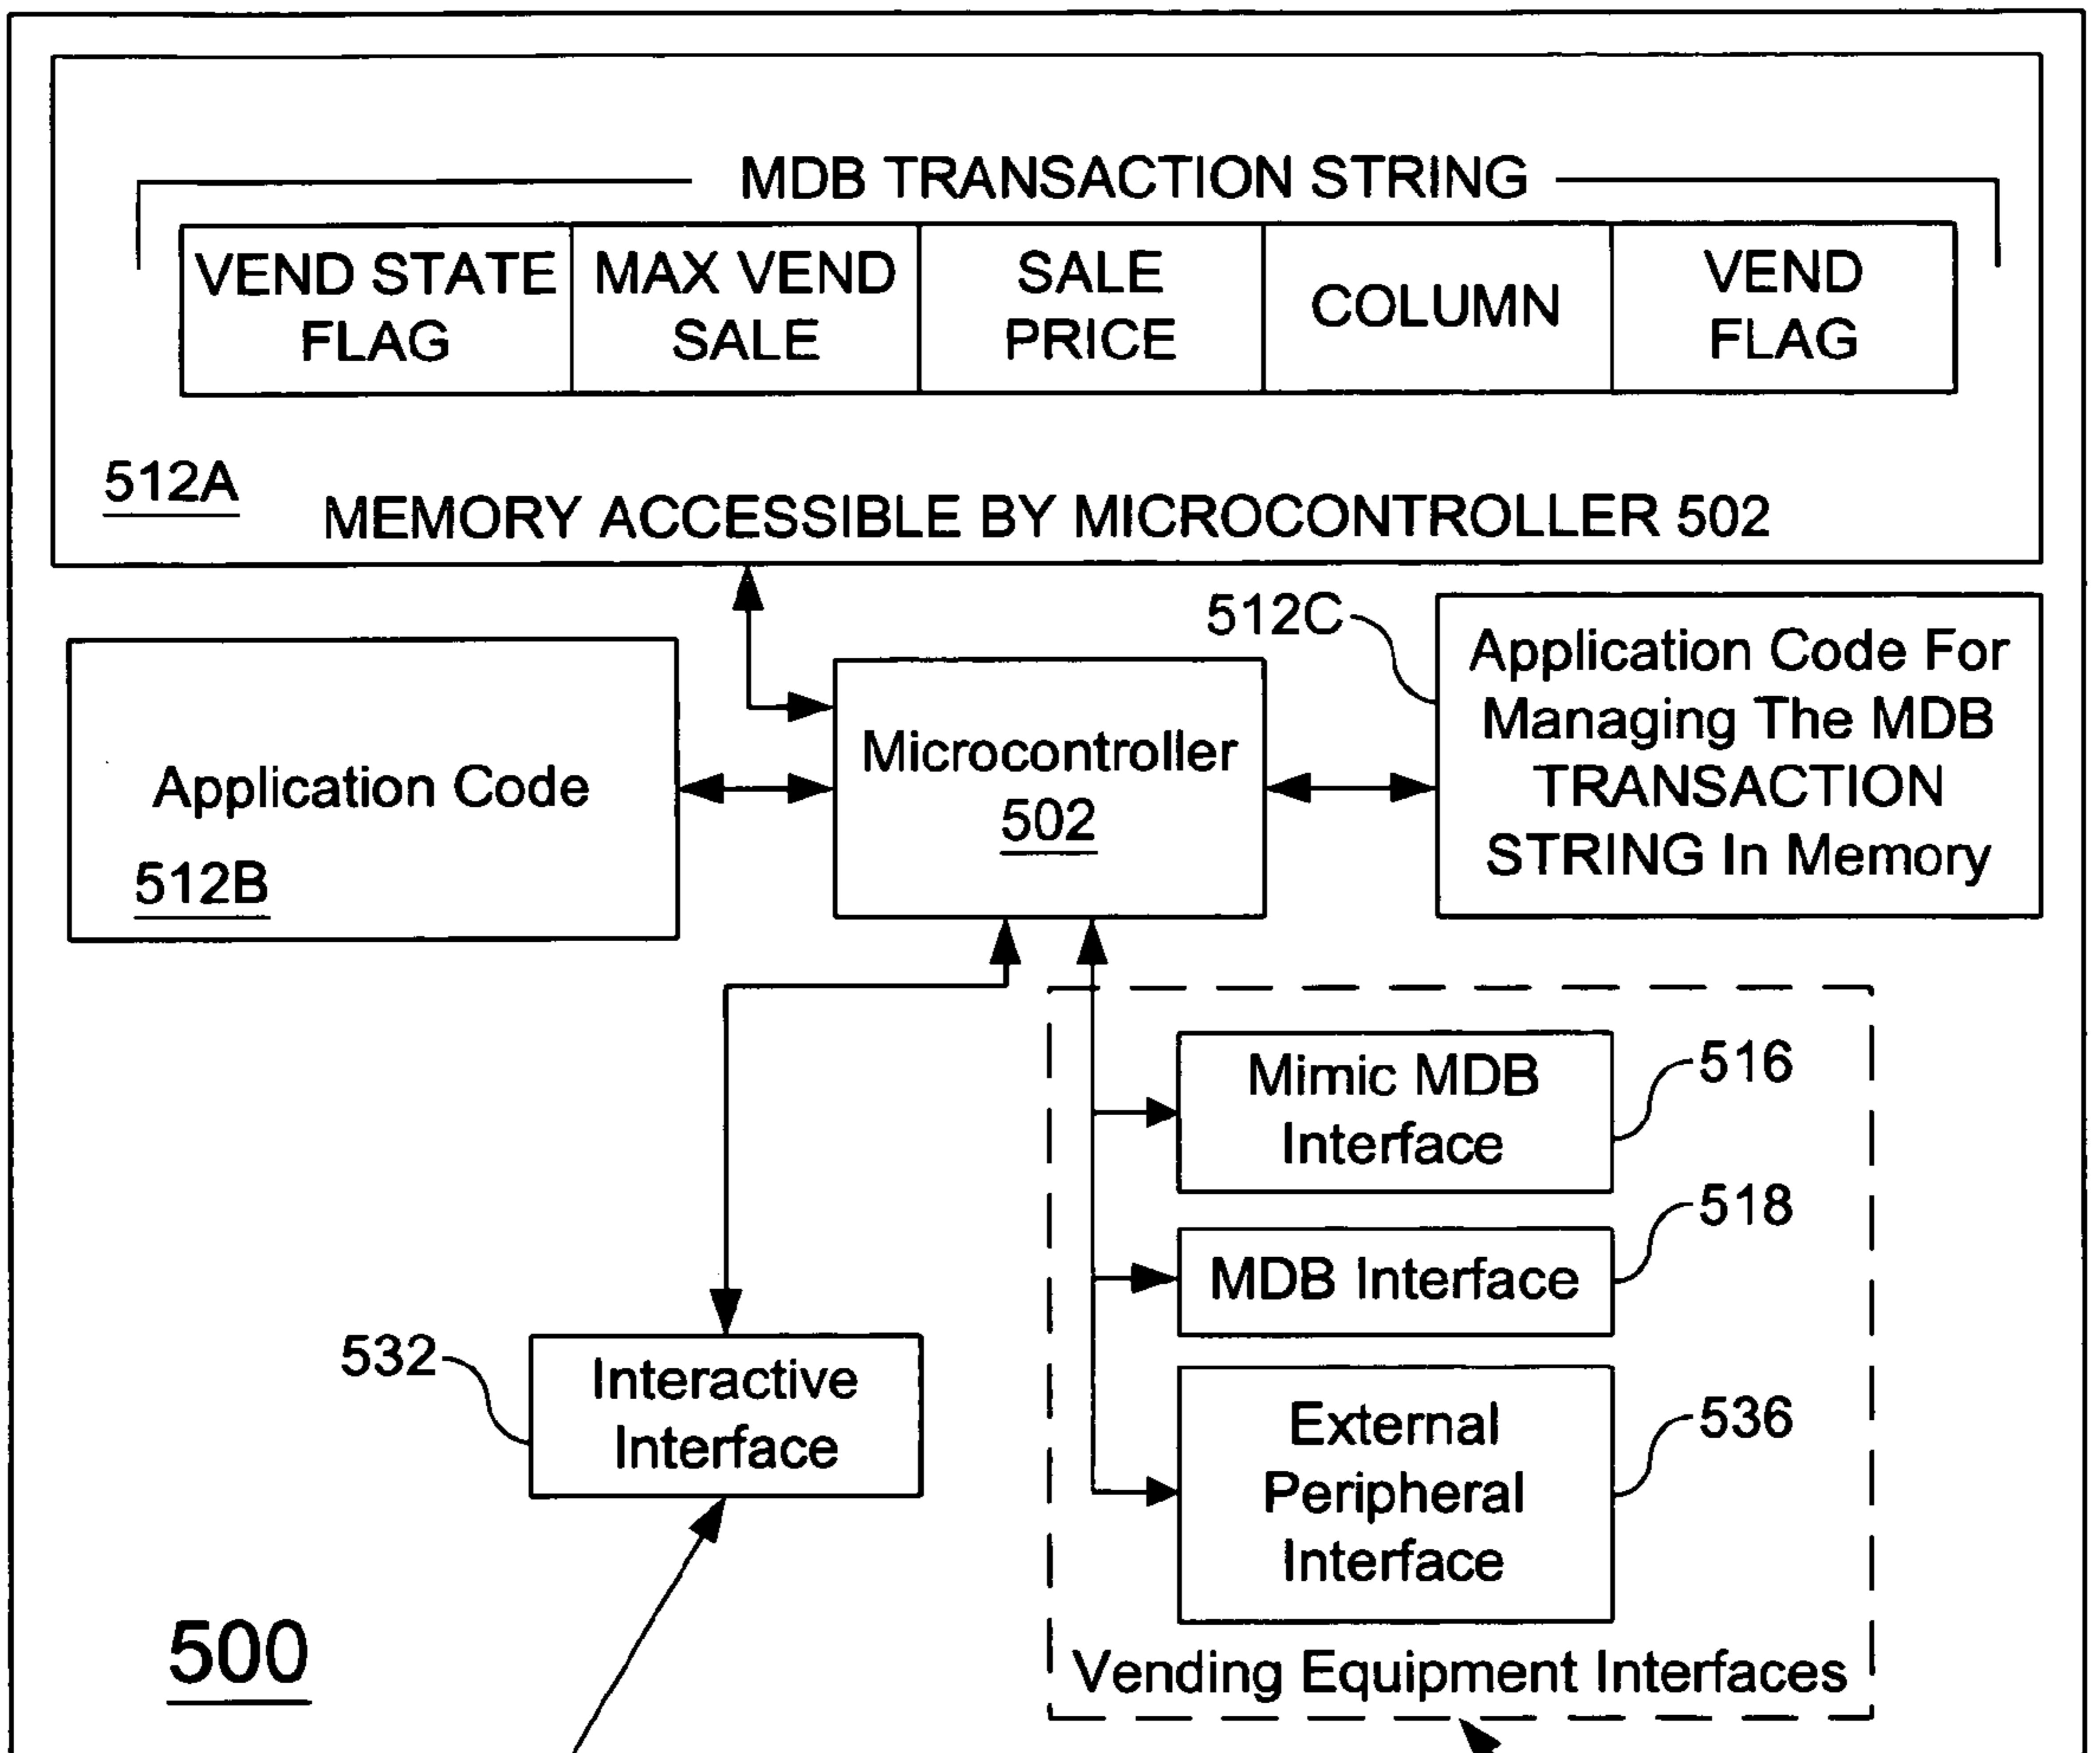 MDB TRANSACTION STRING
VEND STATE
FLAG
MAX VEND
SALE
SALE
PRICE
COLUMN
VEND
FLAG
512A
MEMORY ACCESSIBLE BY MICROCONTROLLER 502
512C
Application Code For
Managing The MDB
TRANSACTION
STRING In Memory
Microcontroller
502
Application Code
512B
Mimic MDB
Interface
516
MDB Interface
518
532
Interactive
Interface
External
Peripheral
Interface
536
Vending Equipment Interfaces
500